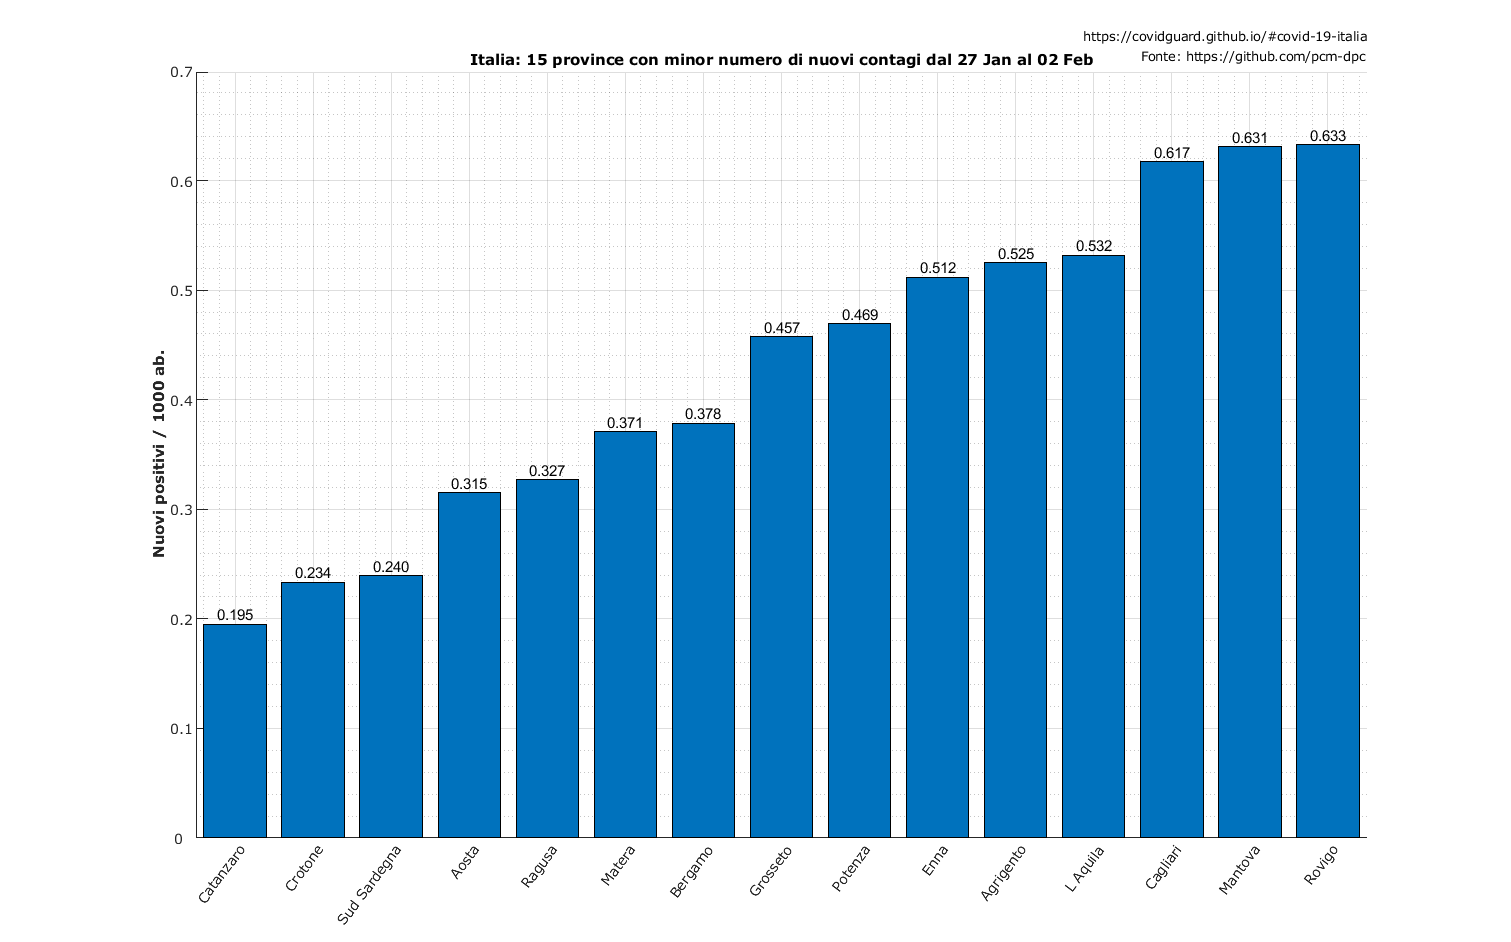 https://covidguard.github.io/#covid-19-italia
Italia: 15 province con minor numero di nuovi contagi dal 27 Jan al 02 Feb
Fonte: https://github.com/pcm-dpc
Nuovi positivi / 1000 ab.
0.7
0.6
0.5
0.4
0.3
0.2
0.1
0
0.195
0.234
0.240
0.315
0.327
0.371
0.378
0.457
0.469
0.512
0.525
0.532
0.617
0.631
0.633
Catanzaro
Crotone
Sud Sardegna
Aosta
Ragusa
Matera
Bergamo
Grosseto
Potenza
Enna
Agrigento
L Aquila
Cagliari
Mantova
Rovigo